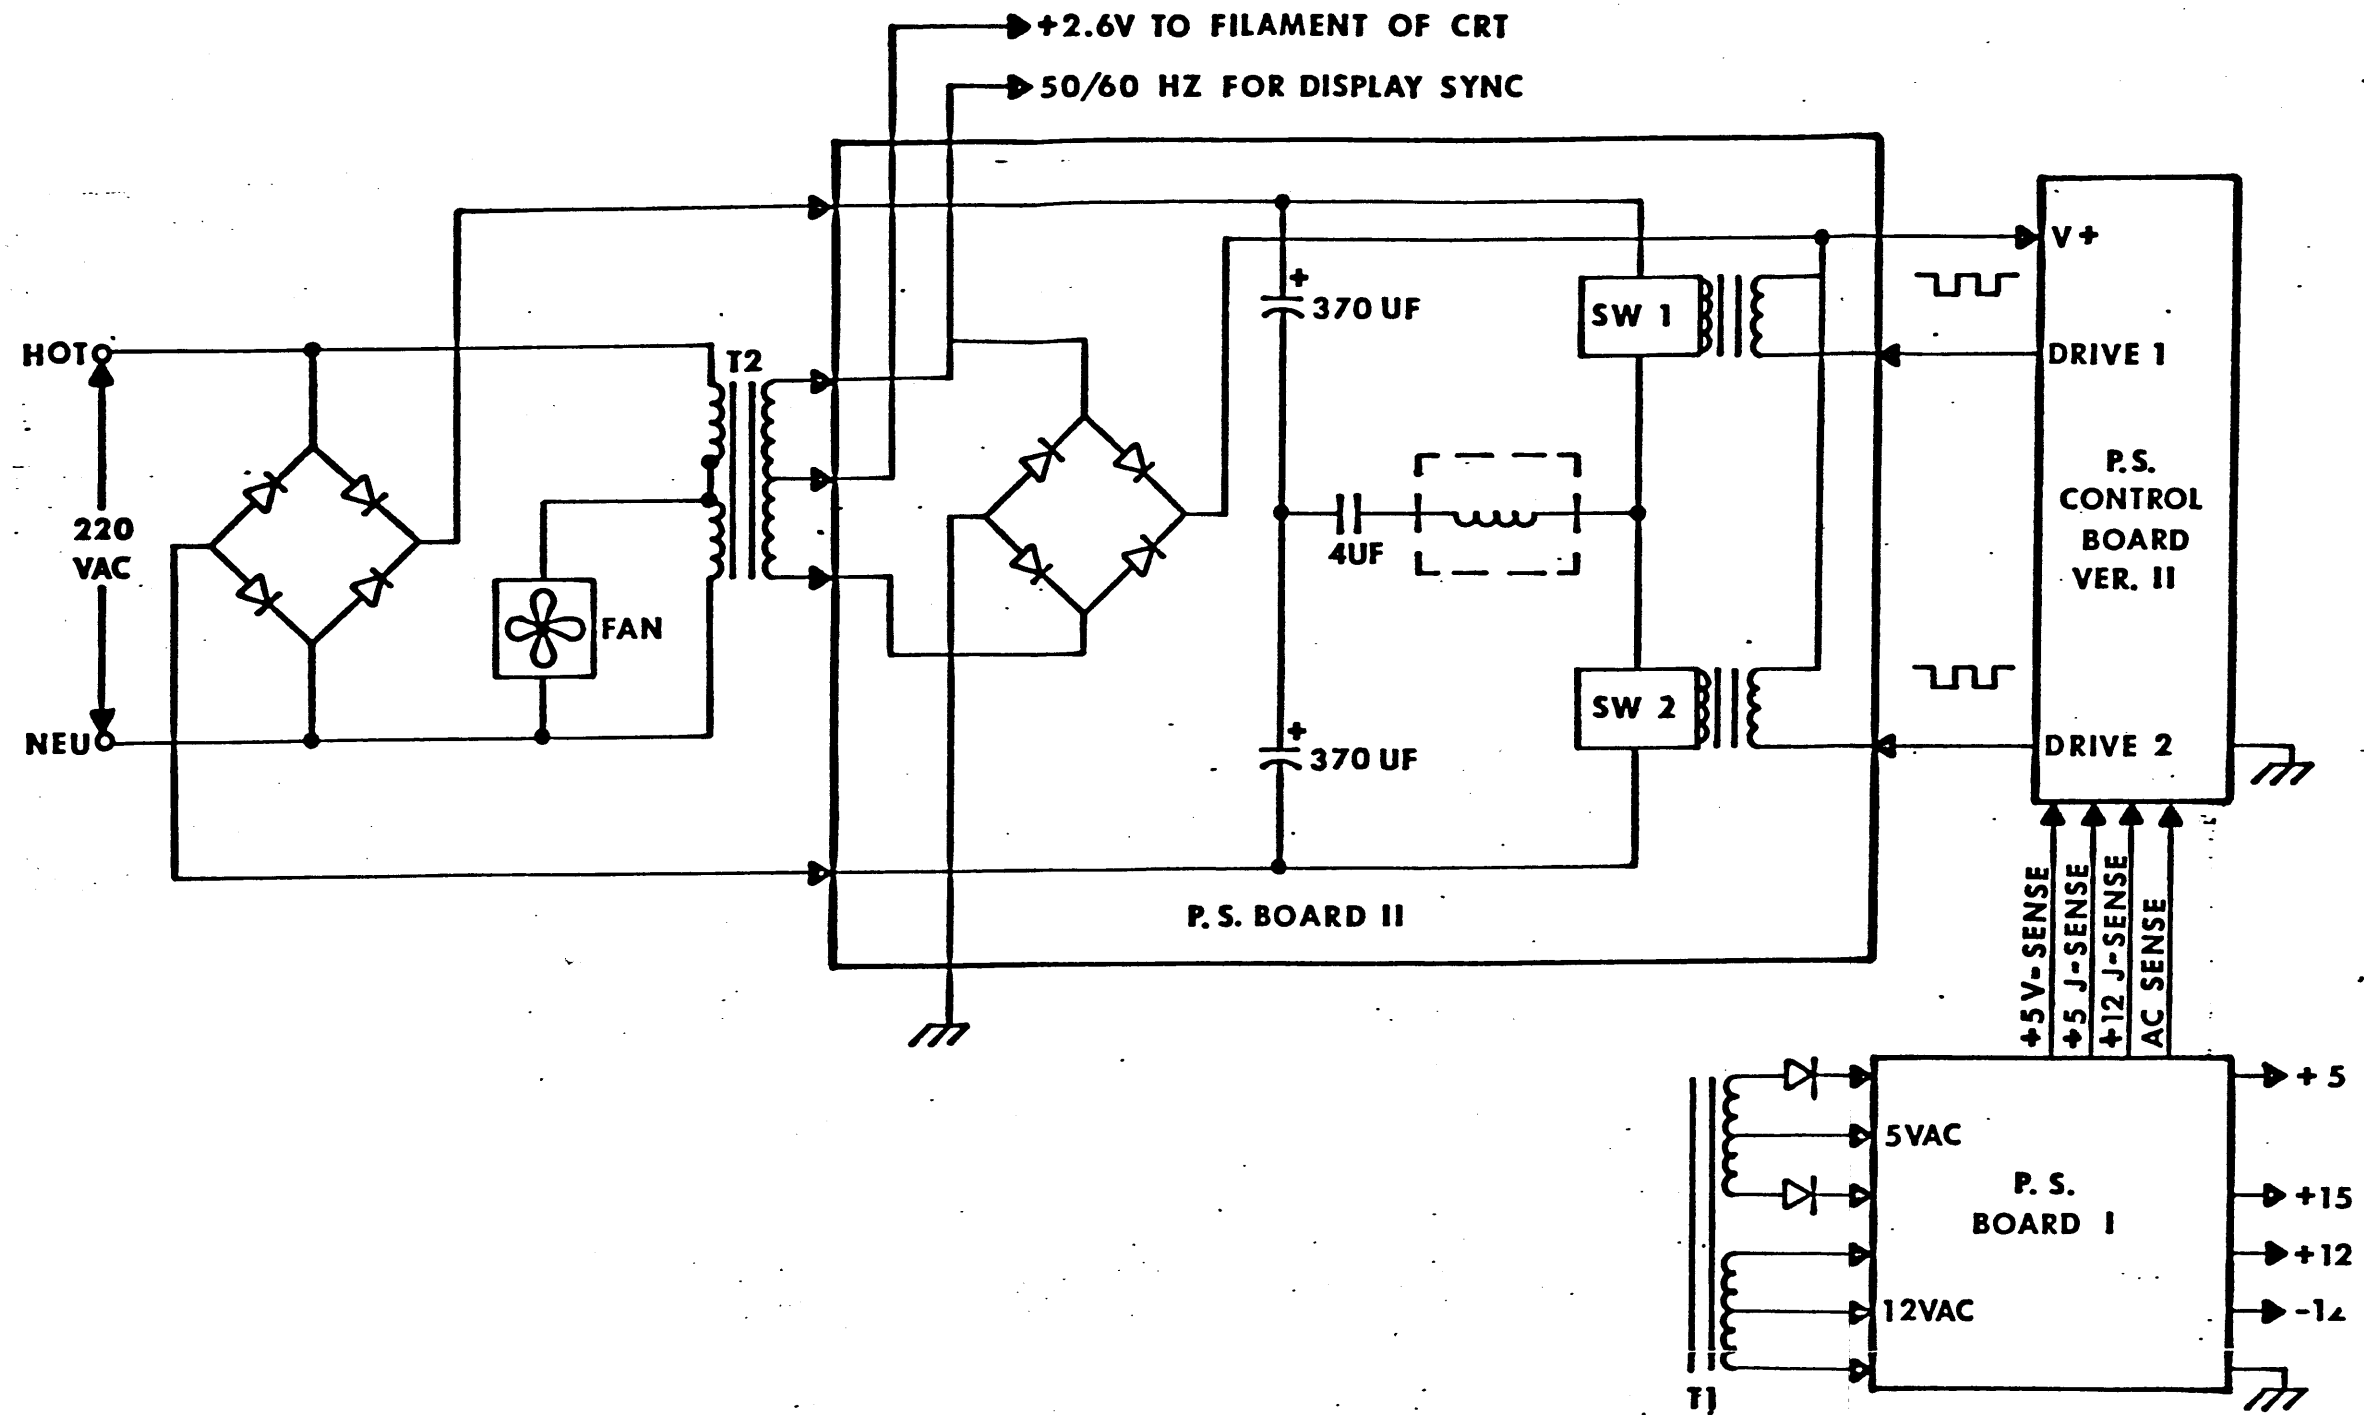 +2.6V TO FILAMENT OF CRT
50/60 HZ FOR DISPLAY SYNC
V+
+
370 UF
SW 1
HOT
T2
DRIVE 1
P.S.
CONTROL
BOARD
VER. II
220
VAC
4UF
FAN
SW 2
NEU
+
370 UF
DRIVE 2
P. S. BOARD II
+5 V-SENSE
+5 J-SENSE
+12 J-SENSE
AC SENSE
+ 5
5VAC
P. S.
BOARD I
+15
+12
12VAC
-12
T1